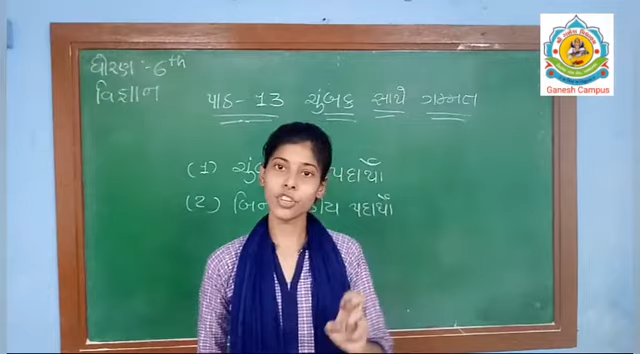 ધોરણ :- 6th
વિજ્ઞાન
પાઠ - 13 ચુંબક સાથે ગમ્મત
(1) પદાર્થો
(2) પદાર્થો
Ganesh Campus